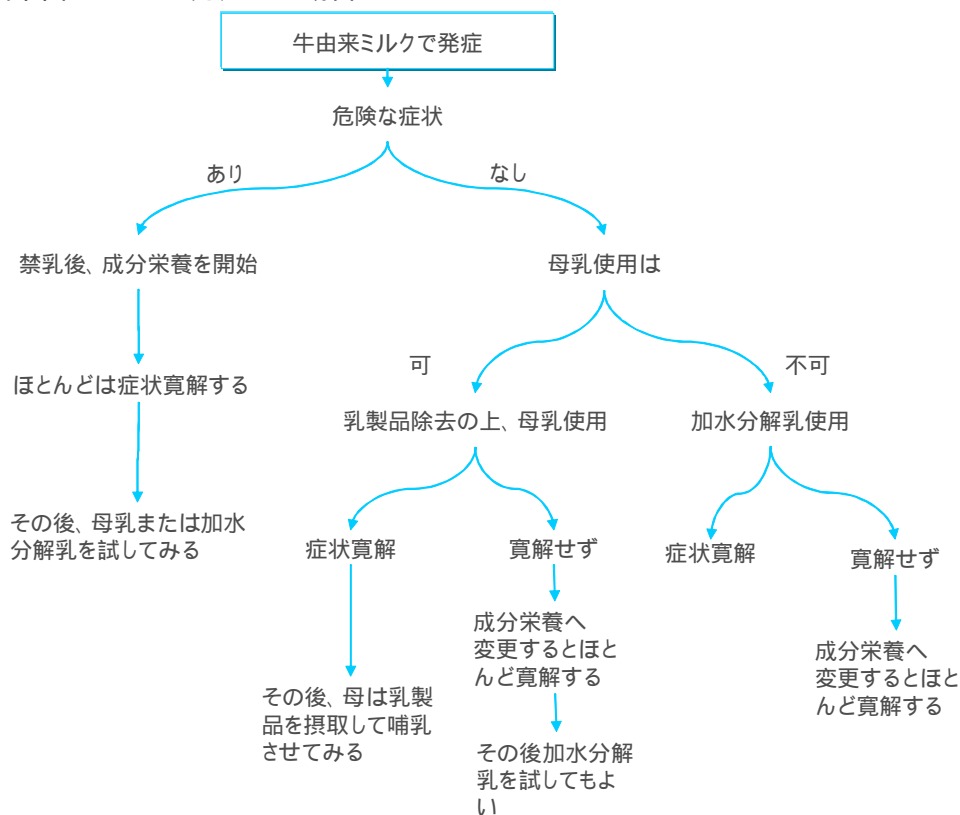 牛由来ミルクで発症
危険な症状
あり
なし
禁乳後、成分栄養を開始
母乳使用は
可
不可
ほとんどは症状寛解する
乳製品除去の上、母乳使用
加水分解乳使用
その後、母乳または加水
分解乳を試してみる
症状寛解
寛解せず
症状寛解
寛解せず
成分栄養へ
変更するとほと
んど寛解する
成分栄養へ
変更するとほと
んど寛解する
その後、母は乳製
品を摂取して哺乳
させてみる
その後加水分解
乳を試してもよ
い